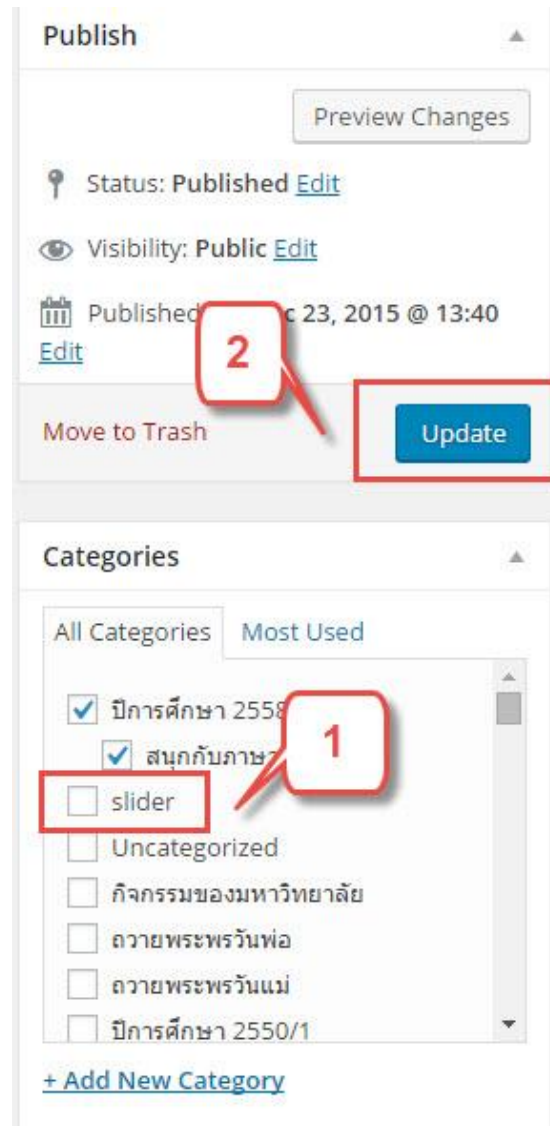 Publish
Preview Changes
Status: Published Edit
Visibility: Public Edit
Published c 23, 2015 @ 13:40
Edit
2
Move to Trash
Update
Categories
All Categories
Most Used
ปีการศึกษา 2558
สนุกกับภาษา
1
slider
Uncategorized
กิจกรรมของมหาวิทยาลัย
ถวายพระพรวันพ่อ
ถวายพระพรวันแม่
ปีการศึกษา 2550/1
+ Add New Category